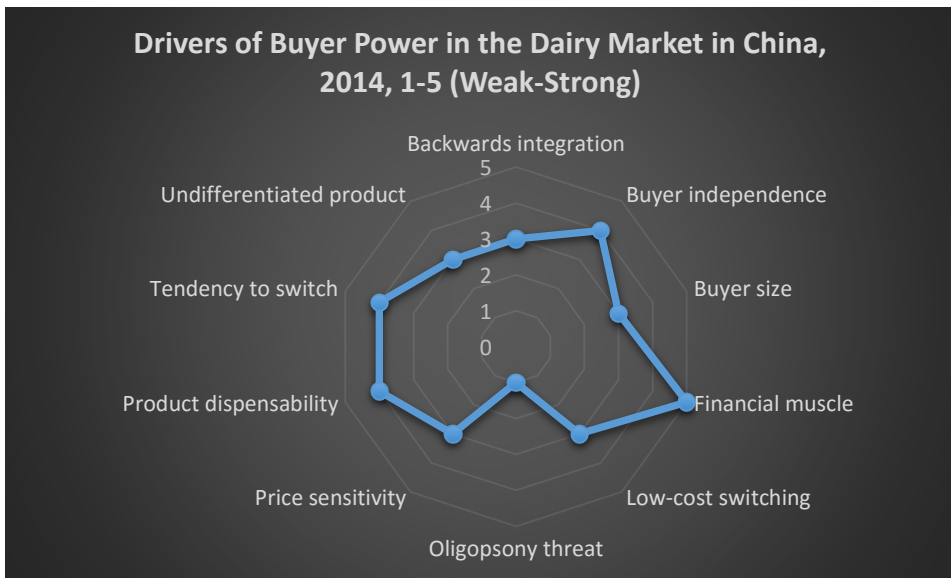 Drivers of Buyer Power in the Dairy Market in China,
2014, 1-5 (Weak-Strong)
Backwards integration
5
Undifferentiated product
Buyer independence
4
3
Tendency to switch
2
Buyer size
1
0
Product dispensability
Financial muscle
Price sensitivity
Low-cost switching
Oligopsony threat